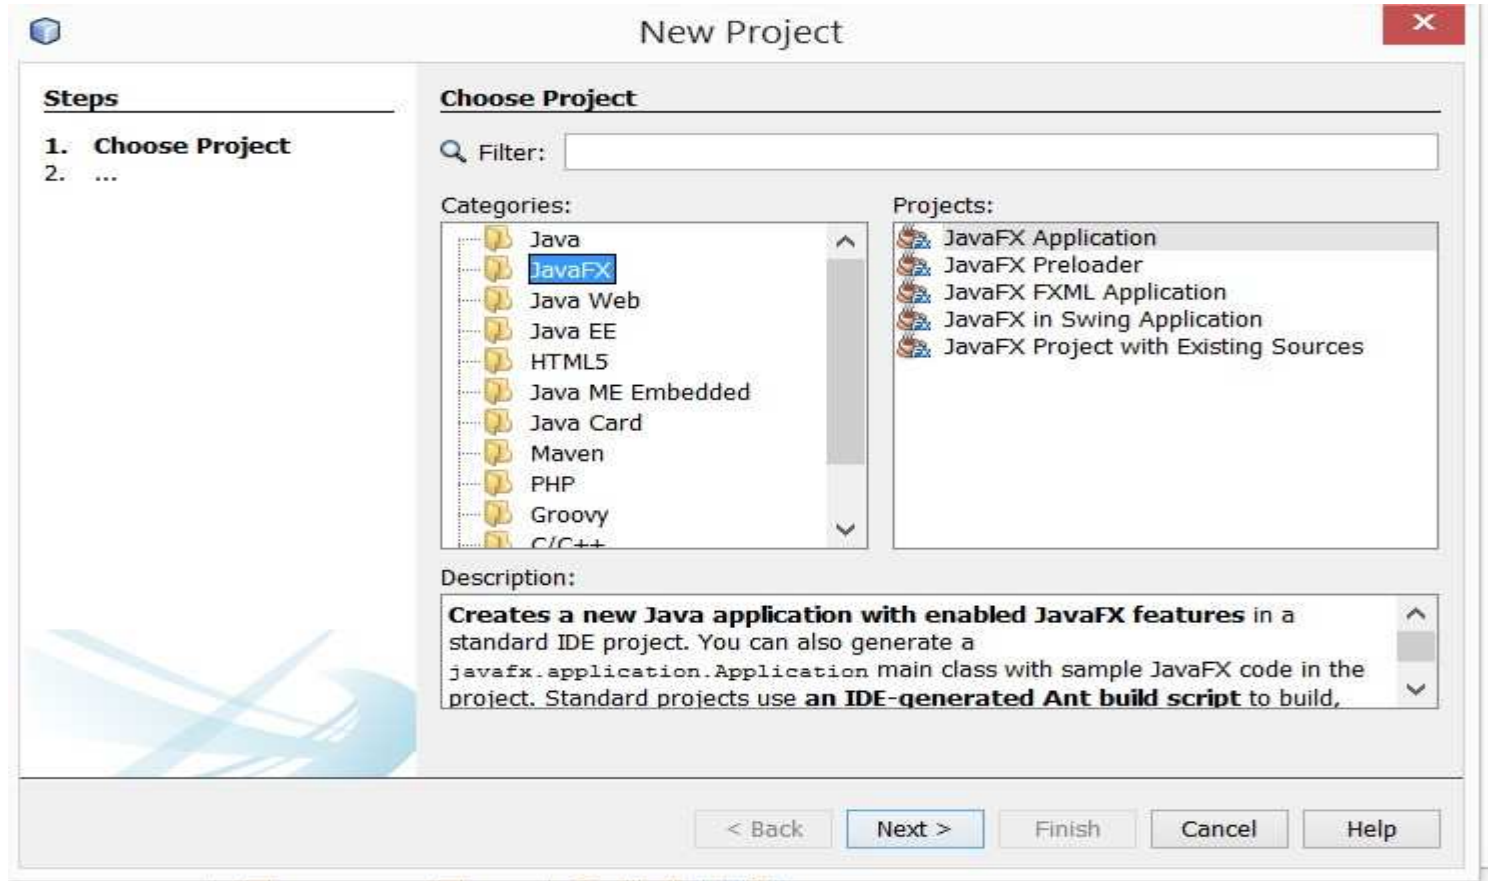 New Project
Steps
1. Choose Project
2. ...
Choose Project
Filter:
Categories:
Java
JavaFX
Java Web
Java EE
HTML5
Java ME Embedded
Java Card
Maven
PHP
Groovy
C/C++
Projects:
JavaFX Application
JavaFX Preloader
JavaFX FXML Application
JavaFX in Swing Application
JavaFX Project with Existing Sources
Description:
Creates a new Java application with enabled JavaFX features in a
standard IDE project. You can also generate a
javafx.application.Application main class with sample JavaFX code in the
project. Standard projects use an IDE-generated Ant build script to build,
< Back
Next >
Finish
Cancel
Help